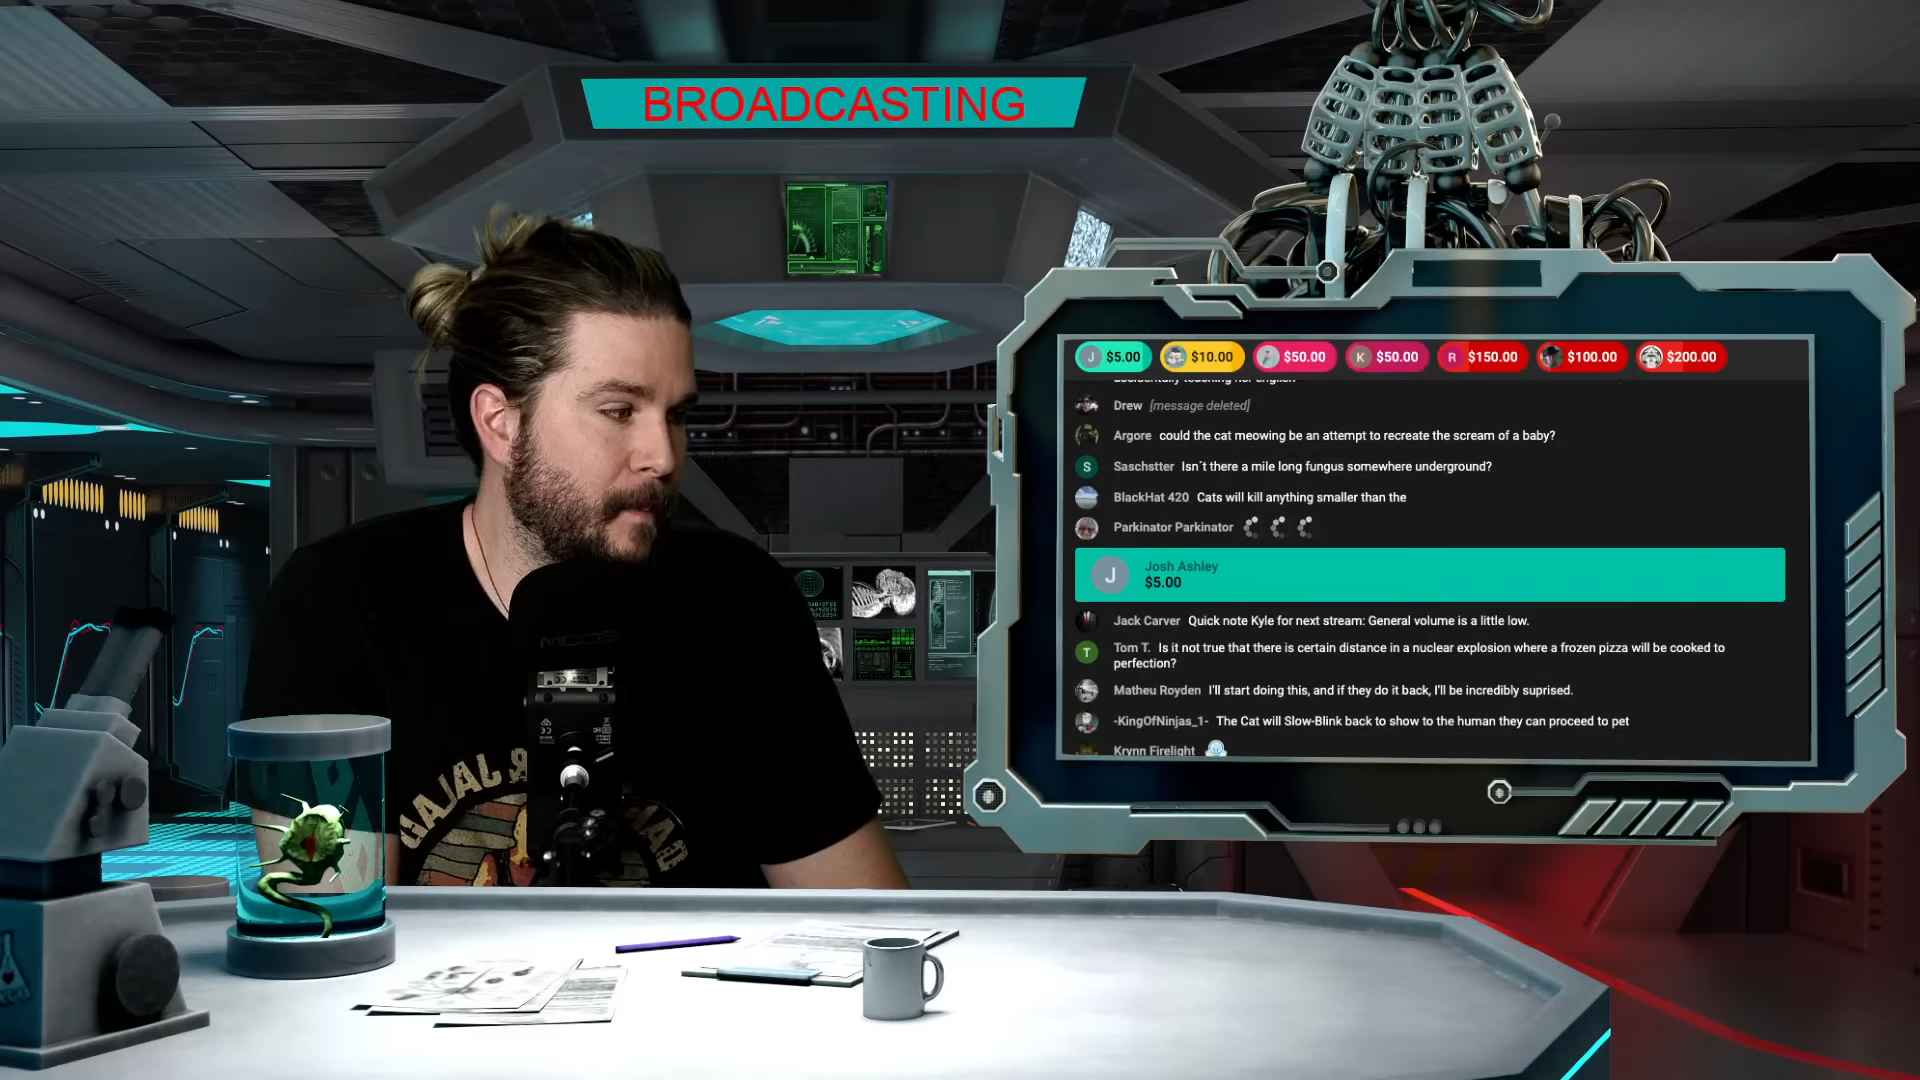 BROADCASTING
J $5.00 $10.00 $50.00 K $50.00 R $150.00 $100.00 $200.00
accidentally teaching her english
Drew [message deleted]
Argore could the cat meowing be an attempt to recreate the scream of a baby?
S Saschstter Isn´t there a mile long fungus somewhere underground?
BlackHat 420 Cats will kill anything smaller than the
Parkinator Parkinator
J Josh Ashley
$5.00
Jack Carver Quick note Kyle for next stream: General volume is a little low.
T Tom T. Is it not true that there is certain distance in a nuclear explosion where a frozen pizza will be cooked to
perfection?
Matheu Royden I'll start doing this, and if they do it back, I'll be incredibly suprised.
-KingOfNinjas_1- The Cat will Slow-Blink back to show to the human they can proceed to pet
Krynn Firelight